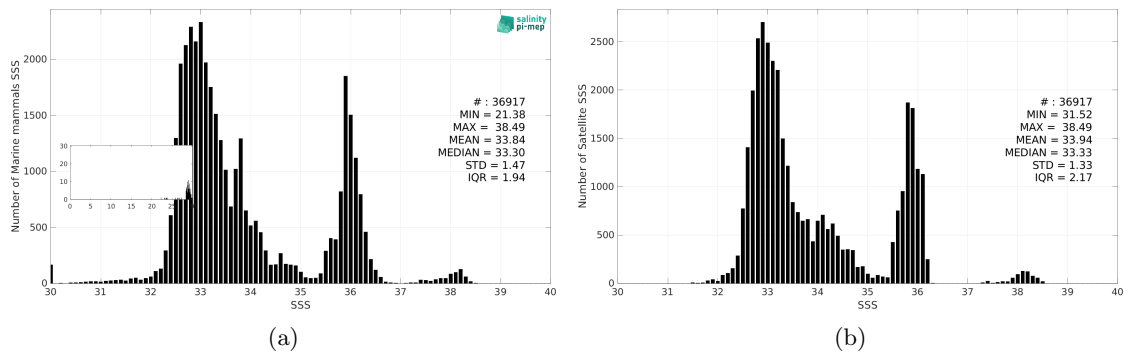 salinity
pi-mep
Number of Marine mammals SSS
2000
1500
1000
500
0
# : 36917
MIN = 21.38
MAX = 38.49
MEAN = 33.84
MEDIAN = 33.30
STD = 1.47
IQR = 1.94
30
20
10
0
0 5 10 15 20 25
30 31 32 33 34 35 36 37 38 39 40
SSS
(a)
Number of Satellite SSS
2500
2000
1500
1000
500
0
# : 36917
MIN = 31.52
MAX = 38.49
MEAN = 33.94
MEDIAN = 33.33
STD = 1.33
IQR = 2.17
30 31 32 33 34 35 36 37 38 39 40
SSS
(b)